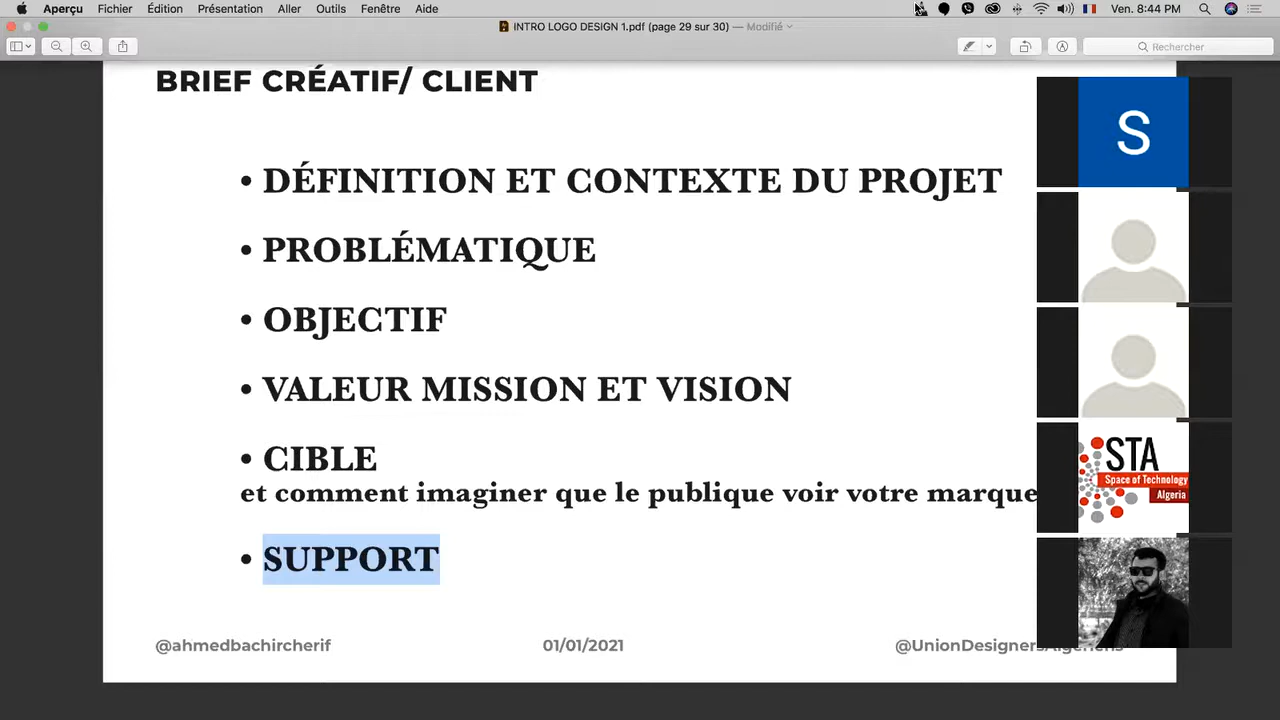 Aperçu Fichier Édition Présentation Aller Outils Fenêtre Aide Ven. 8:44 PM
INTRO LOGO DESIGN 1.pdf (page 29 sur 30) — Modifié
Rechercher
BRIEF CRÉATIF/ CLIENT
• DÉFINITION ET CONTEXTE DU PROJET
• PROBLÉMATIQUE
• OBJECTIF
• VALEUR MISSION ET VISION
• CIBLE
et comment imaginer que le publique voir votre marque
• SUPPORT
@ahmedbachircherif 01/01/2021 @UnionDesignersAlgeriens
S
STA
Space of Technology
Algeria